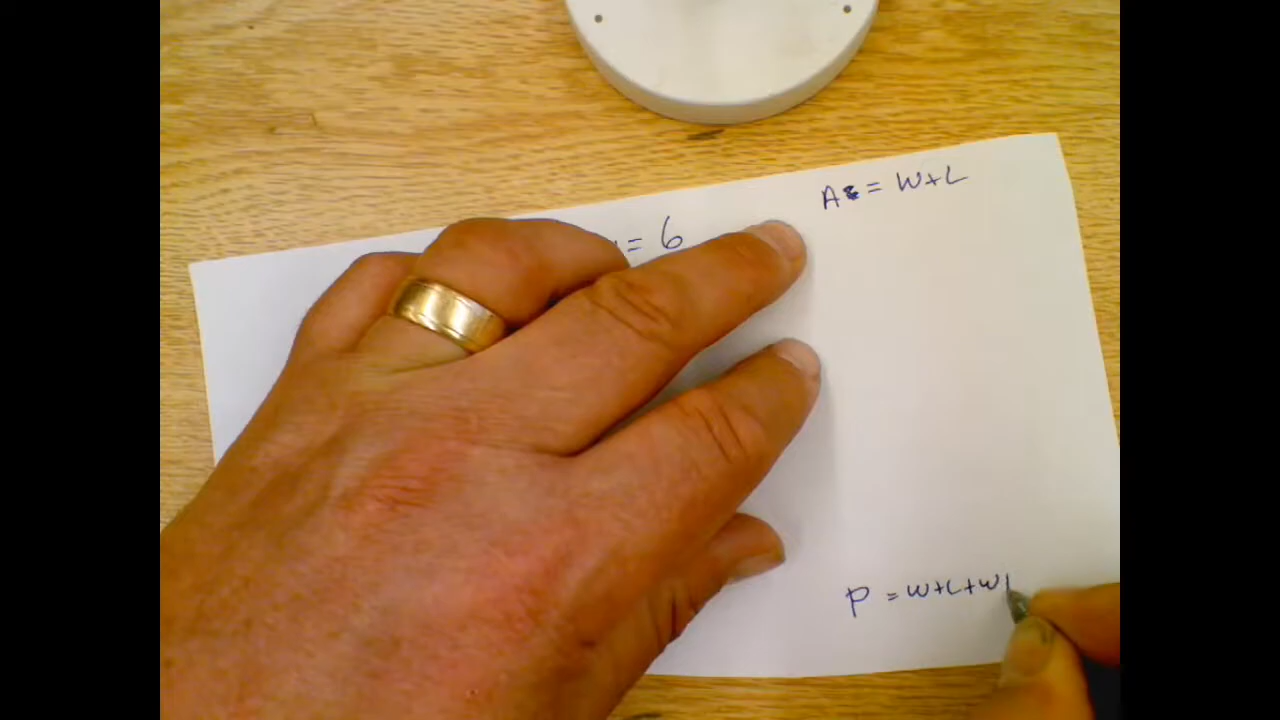 A = W+L
= 6
P = W+L+W